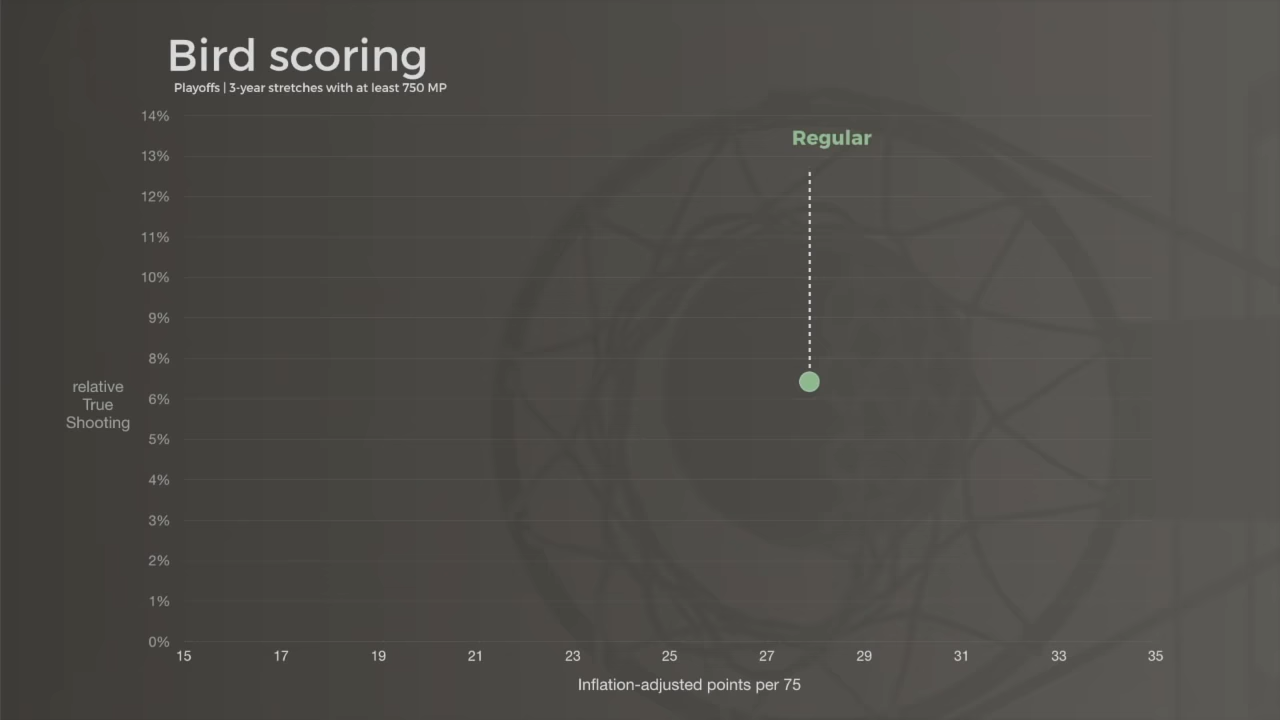 Bird scoring
Playoffs | 3-year stretches with at least 750 MP
14%
Regular
13%
12%
11%
10%
9%
8%
relative
True
Shooting
6%
5%
4%
3%
2%
1%
0%
15 17 19 21 23 25 27 29 31 33 35
Inflation-adjusted points per 75